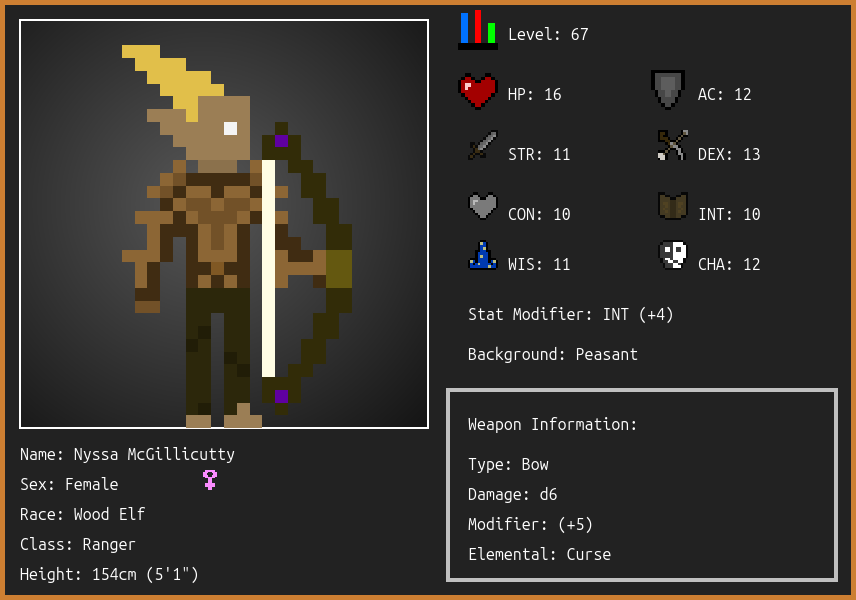 Level: 67
HP: 16
AC: 12
STR: 11
DEX: 13
CON: 10
INT: 10
WIS: 11
CHA: 12
Stat Modifier: INT (+4)
Background: Peasant
Name: Nyssa McGillicutty
Sex: Female
Race: Wood Elf
Class: Ranger
Height: 154cm (5'1")
Weapon Information:
Type: Bow
Damage: d6
Modifier: (+5)
Elemental: Curse